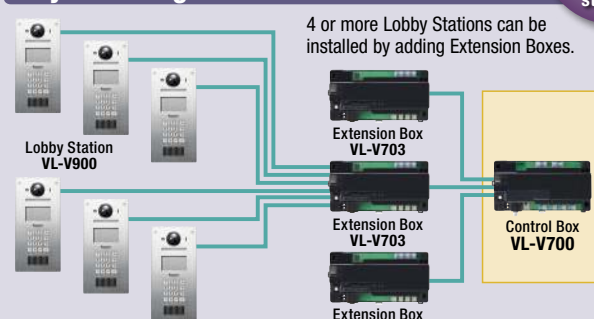 4 or more Lobby Stations can be
installed by adding Extension Boxes.
Lobby Station
VL-V900
Extension Box
VL-V703
Extension Box
VL-V703
Extension Box
Control Box
VL-V700